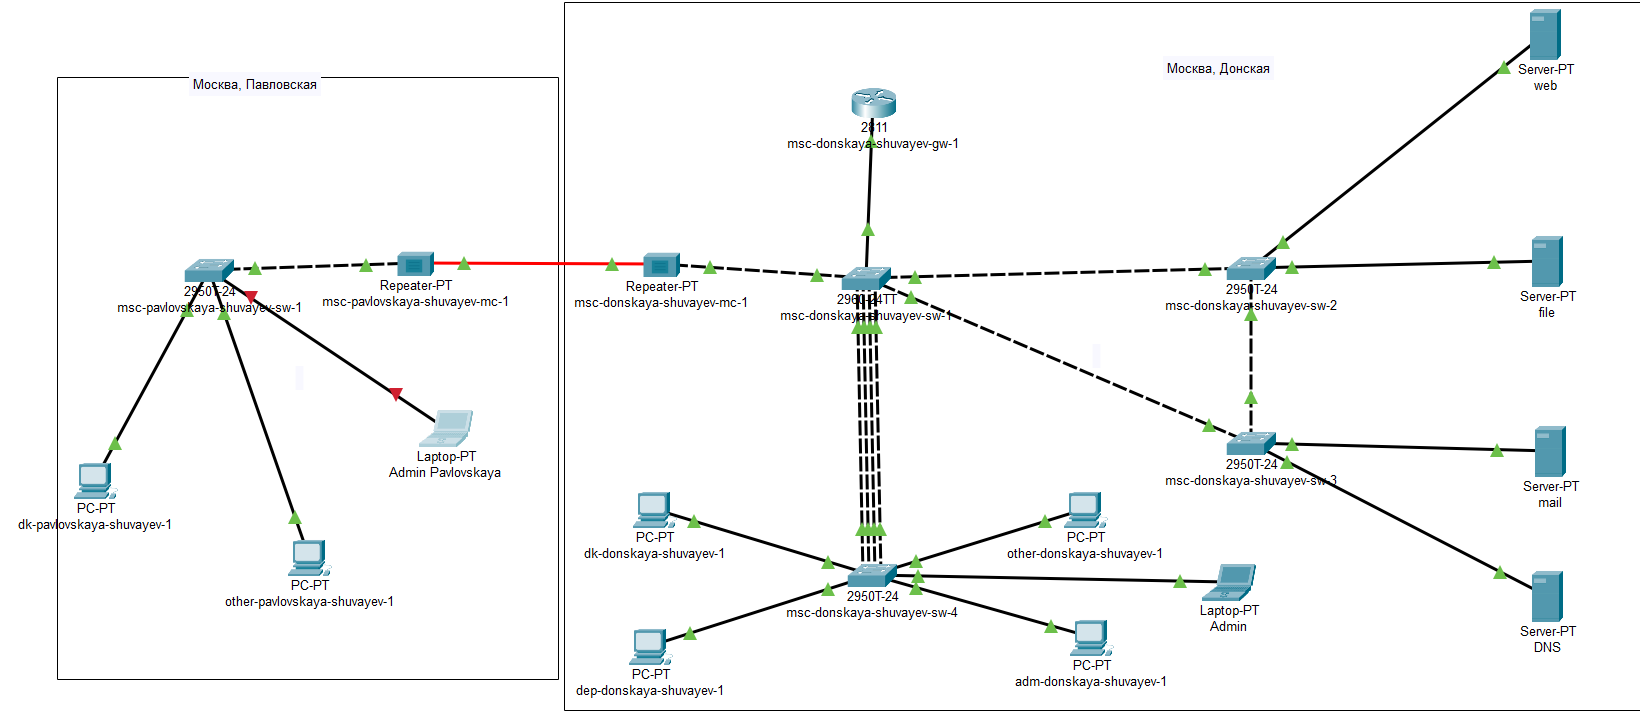 Москва, Павловская
Москва, Донская
Server-PT
web
2811
msc-donskaya-shuvayev-gw-1
2950T-24
msc-pavlovskaya-shuvayev-sw-1
Repeater-PT
msc-pavlovskaya-shuvayev-mc-1
Repeater-PT
msc-donskaya-shuvayev-mc-1
2960-24TT
msc-donskaya-shuvayev-sw-1
2950T-24
msc-donskaya-shuvayev-sw-2
Server-PT
file
Laptop-PT
Admin Pavlovskaya
2950T-24
msc-donskaya-shuvayev-sw-3
Server-PT
mail
PC-PT
dk-pavlovskaya-shuvayev-1
PC-PT
other-pavlovskaya-shuvayev-1
PC-PT
dk-donskaya-shuvayev-1
PC-PT
other-donskaya-shuvayev-1
2950T-24
msc-donskaya-shuvayev-sw-4
Laptop-PT
Admin
Server-PT
DNS
PC-PT
dep-donskaya-shuvayev-1
PC-PT
adm-donskaya-shuvayev-1